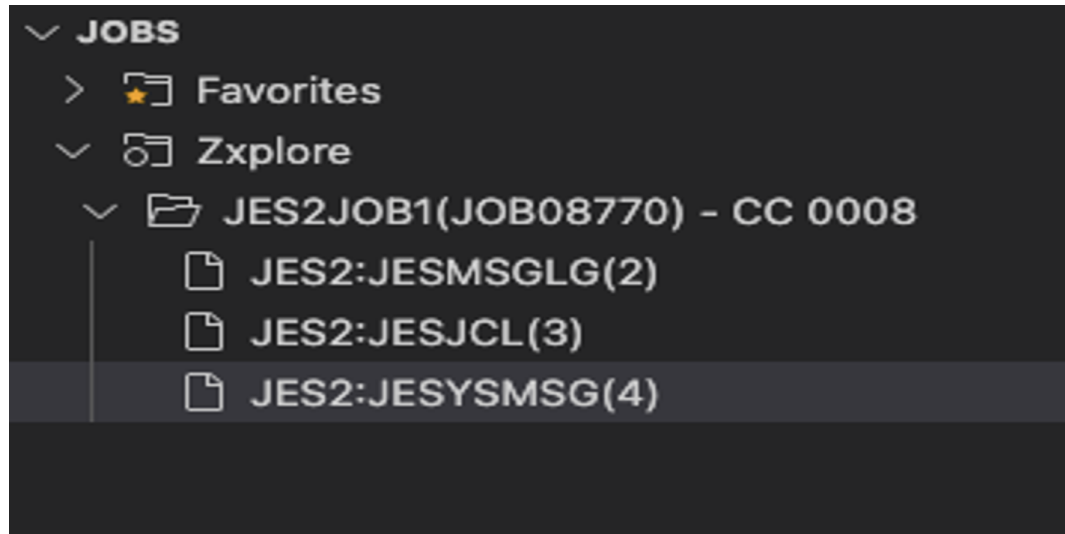 JOBS
Favorites
Zxplore
JES2JOB1(JOB08770) - CC 0008
JES2:JESMSGLG(2)
JES2:JESJCL(3)
JES2:JESYSMSG(4)